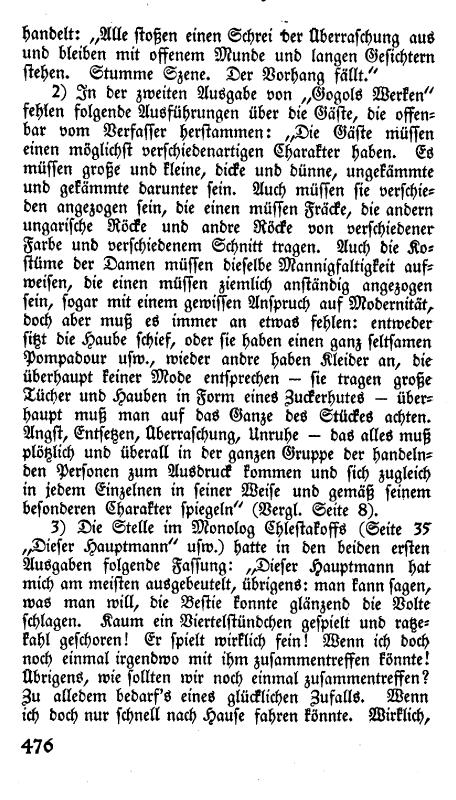 handelt: „Alle stoßen einen Schrei der Überraschung aus
und bleiben mit offenem Munde und langen Gesichtern
stehen. Stumme Szene. Der Vorhang fällt.“
2) In der zweiten Ausgabe von „Gogols Werken“
fehlen folgende Ausführungen über die Gäste, die offen-
bar vom Verfasser herstammen: „Die Gäste müssen
einen möglichst verschiedenartigen Charakter haben. Es
müssen große und kleine, dicke und dünne, ungekämmte
und gekämmte darunter sein. Auch müssen sie verschie-
den angezogen sein, die einen müssen Fräcke, die andern
ungarische Röcke und andre Röcke von verschiedener
Farbe und verschiedenem Schnitt tragen. Auch die Ko-
stüme der Damen müssen dieselbe Mannigfaltigkeit auf-
weisen, die einen müssen ziemlich anständig angezogen
sein, sogar mit einem gewissen Anspruch auf Modernität,
doch aber muß es immer an etwas fehlen: entweder
sitzt die Haube schief, oder sie haben einen ganz seltsamen
Pompadour usw., wieder andre haben Kleider an, die
überhaupt keiner Mode entsprechen — sie tragen große
Tücher und Hauben in Form eines Zuckerhutes — über-
haupt muß man auf das Ganze des Stückes achten.
Angst, Entsetzen, Überraschung, Unruhe — das alles muß
plötzlich und überall in der ganzen Gruppe der handeln-
den Personen zum Ausdruck kommen und sich zugleich
in jedem Einzelnen in seiner Weise und gemäß seinem
besonderen Charakter spiegeln“ (Vergl. Seite 8).
3) Die Stelle im Monolog Chlestakoffs (Seite 35
„Dieser Hauptmann“ usw.) hatte in den beiden ersten
Ausgaben folgende Fassung: „Dieser Hauptmann hat
mich am meisten ausgebeutelt, übrigens: man kann sagen,
was man will, die Bestie konnte glänzend die Volte
schlagen. Kaum ein Viertelstündchen gespielt und ratze-
kahl geschoren! Er spielt wirklich fein! Wenn ich doch
noch einmal irgendwo mit ihm zusammentreffen könnte!
Übrigens, wie sollten wir noch einmal zusammentreffen?
Zu alledem bedarf's eines glücklichen Zufalls. Wenn
ich doch nur schnell nach Hause fahren könnte. Wirklich,
476